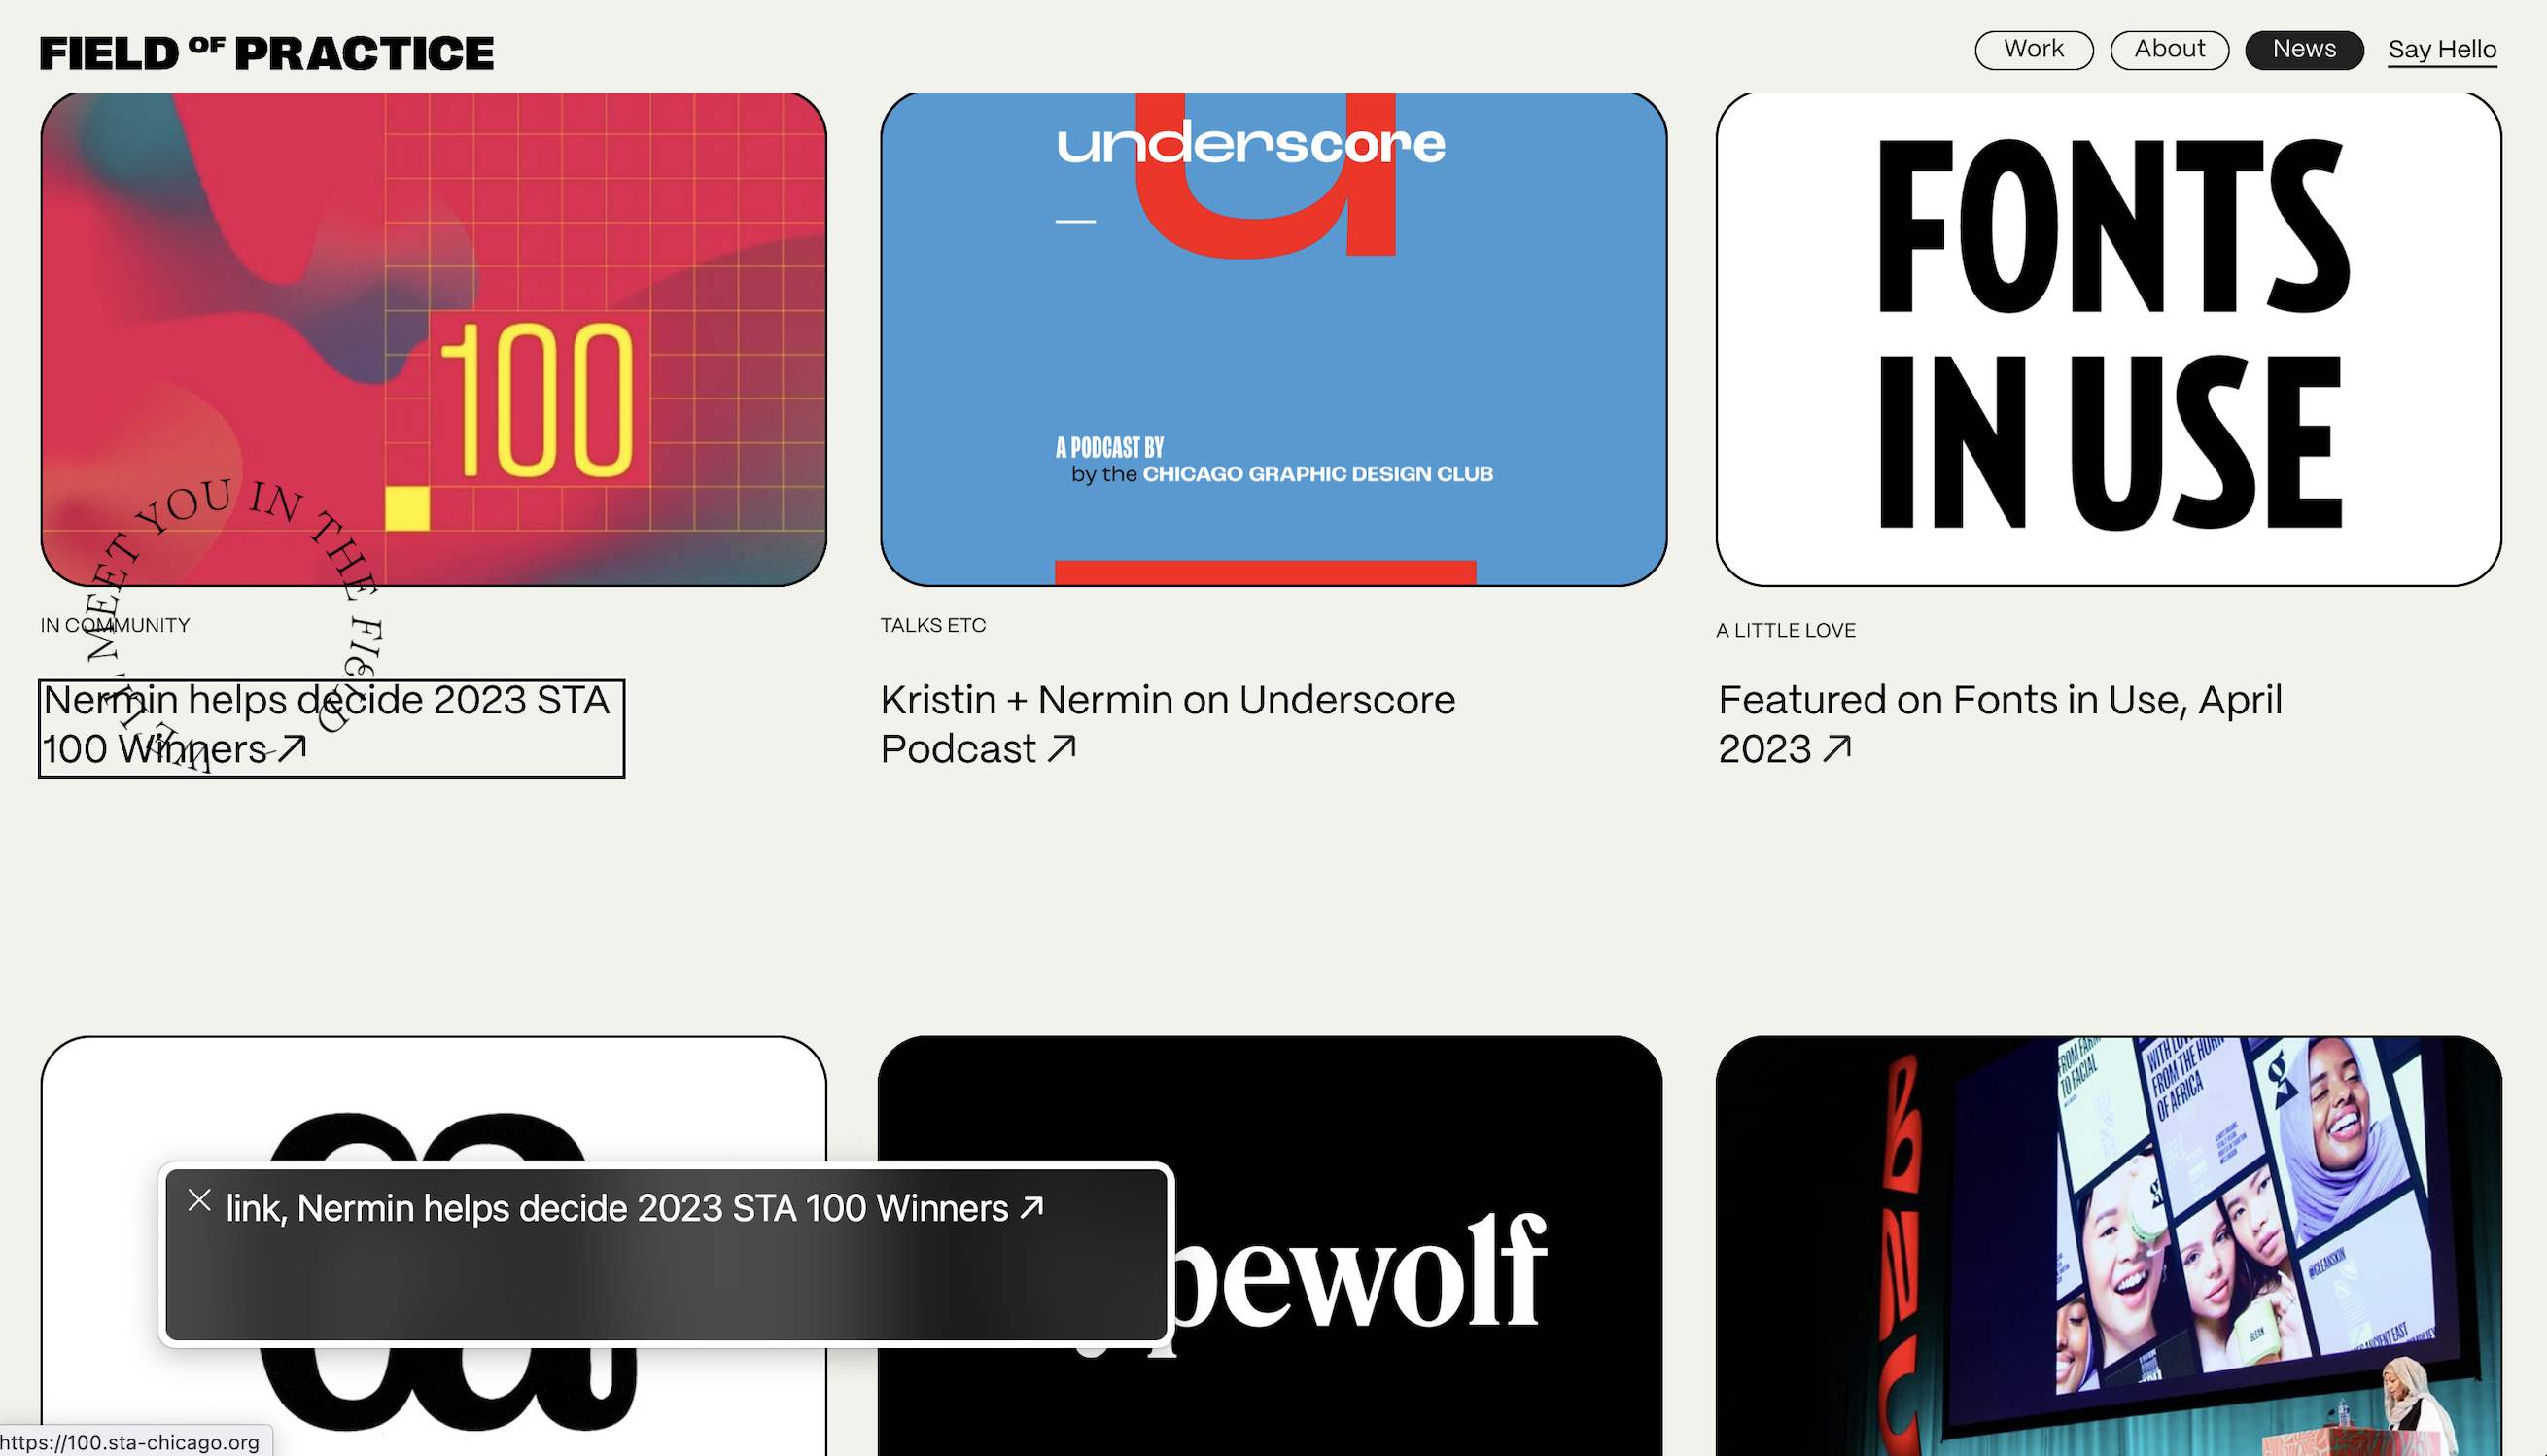 FIELD OF PRACTICE
Work
About
News
Say Hello
100
underscore
A PODCAST BY
by the CHICAGO GRAPHIC DESIGN CLUB
FONTS
IN USE
WE'LL MEET YOU IN THE FIELD
IN COMMUNITY
TALKS ETC
A LITTLE LOVE
Nermin helps decide 2023 STA
100 Winners ↗
Kristin + Nermin on Underscore
Podcast ↗
Featured on Fonts in Use, April
2023 ↗
link, Nermin helps decide 2023 STA 100 Winners ↗
pewolf
FROM FARM
TO FACIAL
WITH LOVE
FROM THE HORN
OF AFRICA
@CLEANSKIN
https://100.sta-chicago.org